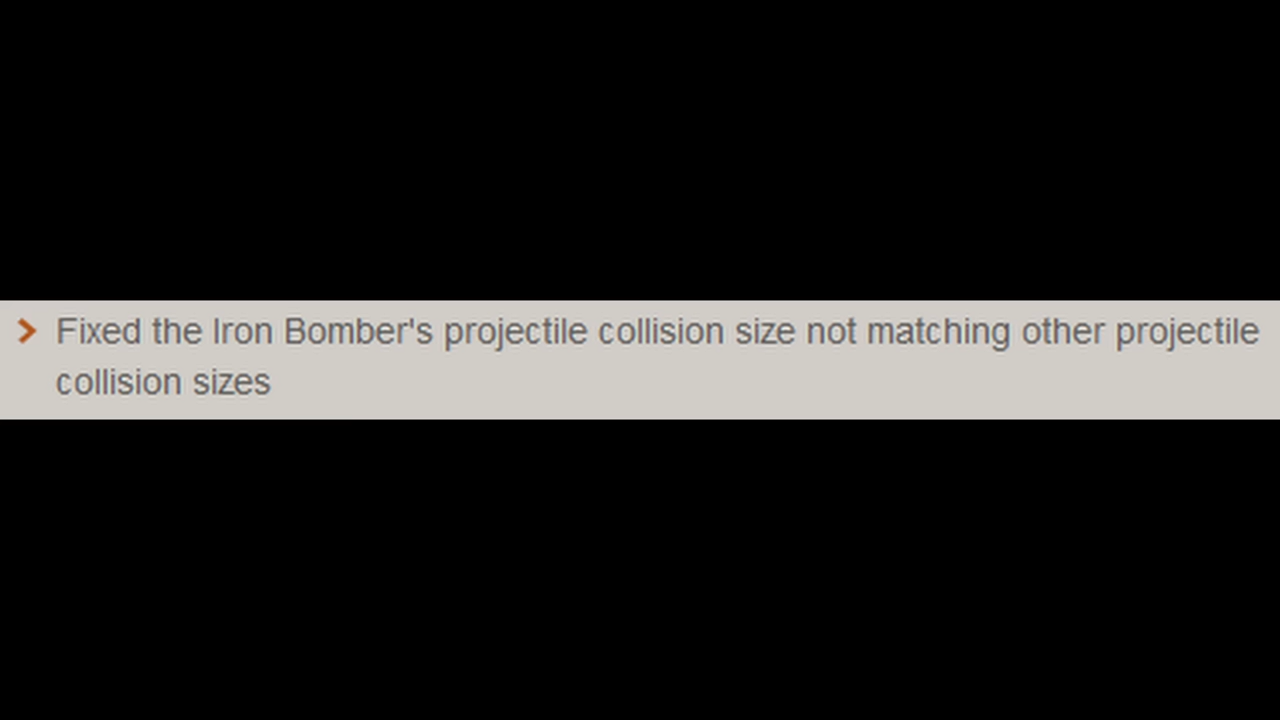 Fixed the Iron Bomber's projectile collision size not matching other projectile
collision sizes